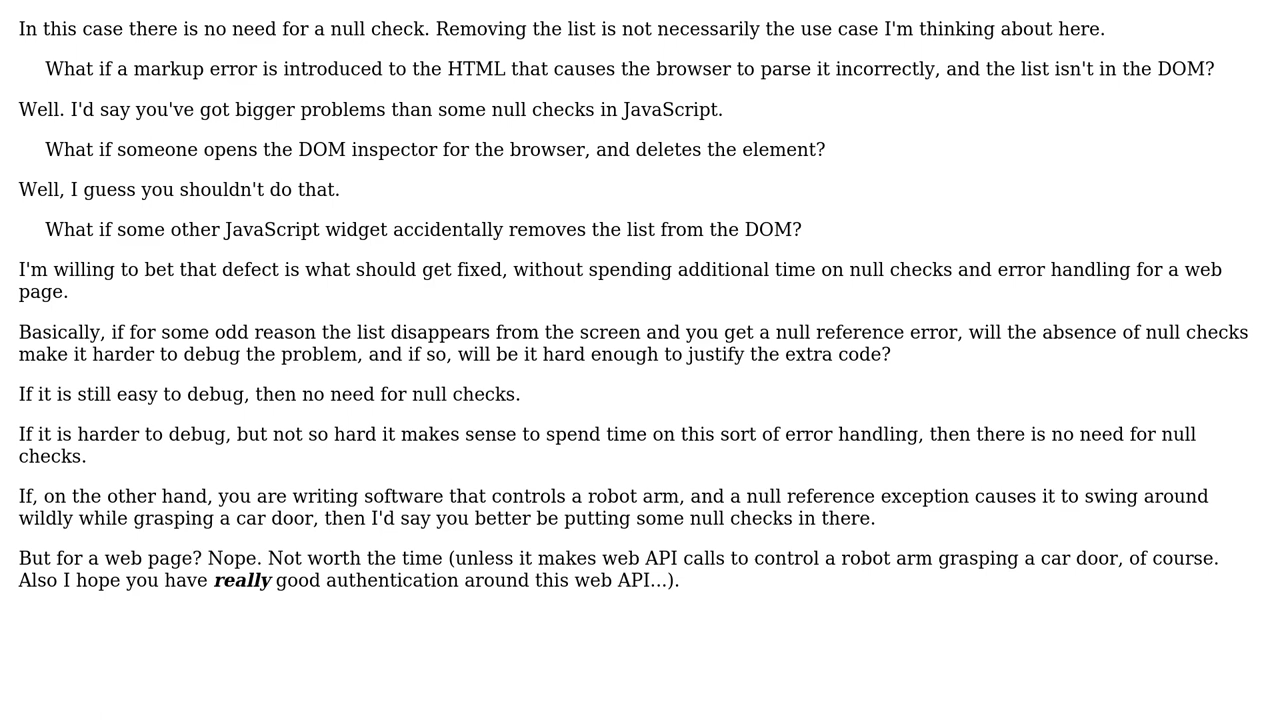 In this case there is no need for a null check. Removing the list is not necessarily the use case I'm thinking about here.
What if a markup error is introduced to the HTML that causes the browser to parse it incorrectly, and the list isn't in the DOM?
Well. I'd say you've got bigger problems than some null checks in JavaScript.
What if someone opens the DOM inspector for the browser, and deletes the element?
Well, I guess you shouldn't do that.
What if some other JavaScript widget accidentally removes the list from the DOM?
I'm willing to bet that defect is what should get fixed, without spending additional time on null checks and error handling for a web
page.
Basically, if for some odd reason the list disappears from the screen and you get a null reference error, will the absence of null checks
make it harder to debug the problem, and if so, will be it hard enough to justify the extra code?
If it is still easy to debug, then no need for null checks.
If it is harder to debug, but not so hard it makes sense to spend time on this sort of error handling, then there is no need for null
checks.
If, on the other hand, you are writing software that controls a robot arm, and a null reference exception causes it to swing around
wildly while grasping a car door, then I'd say you better be putting some null checks in there.
But for a web page? Nope. Not worth the time (unless it makes web API calls to control a robot arm grasping a car door, of course.
Also I hope you have really good authentication around this web API...).